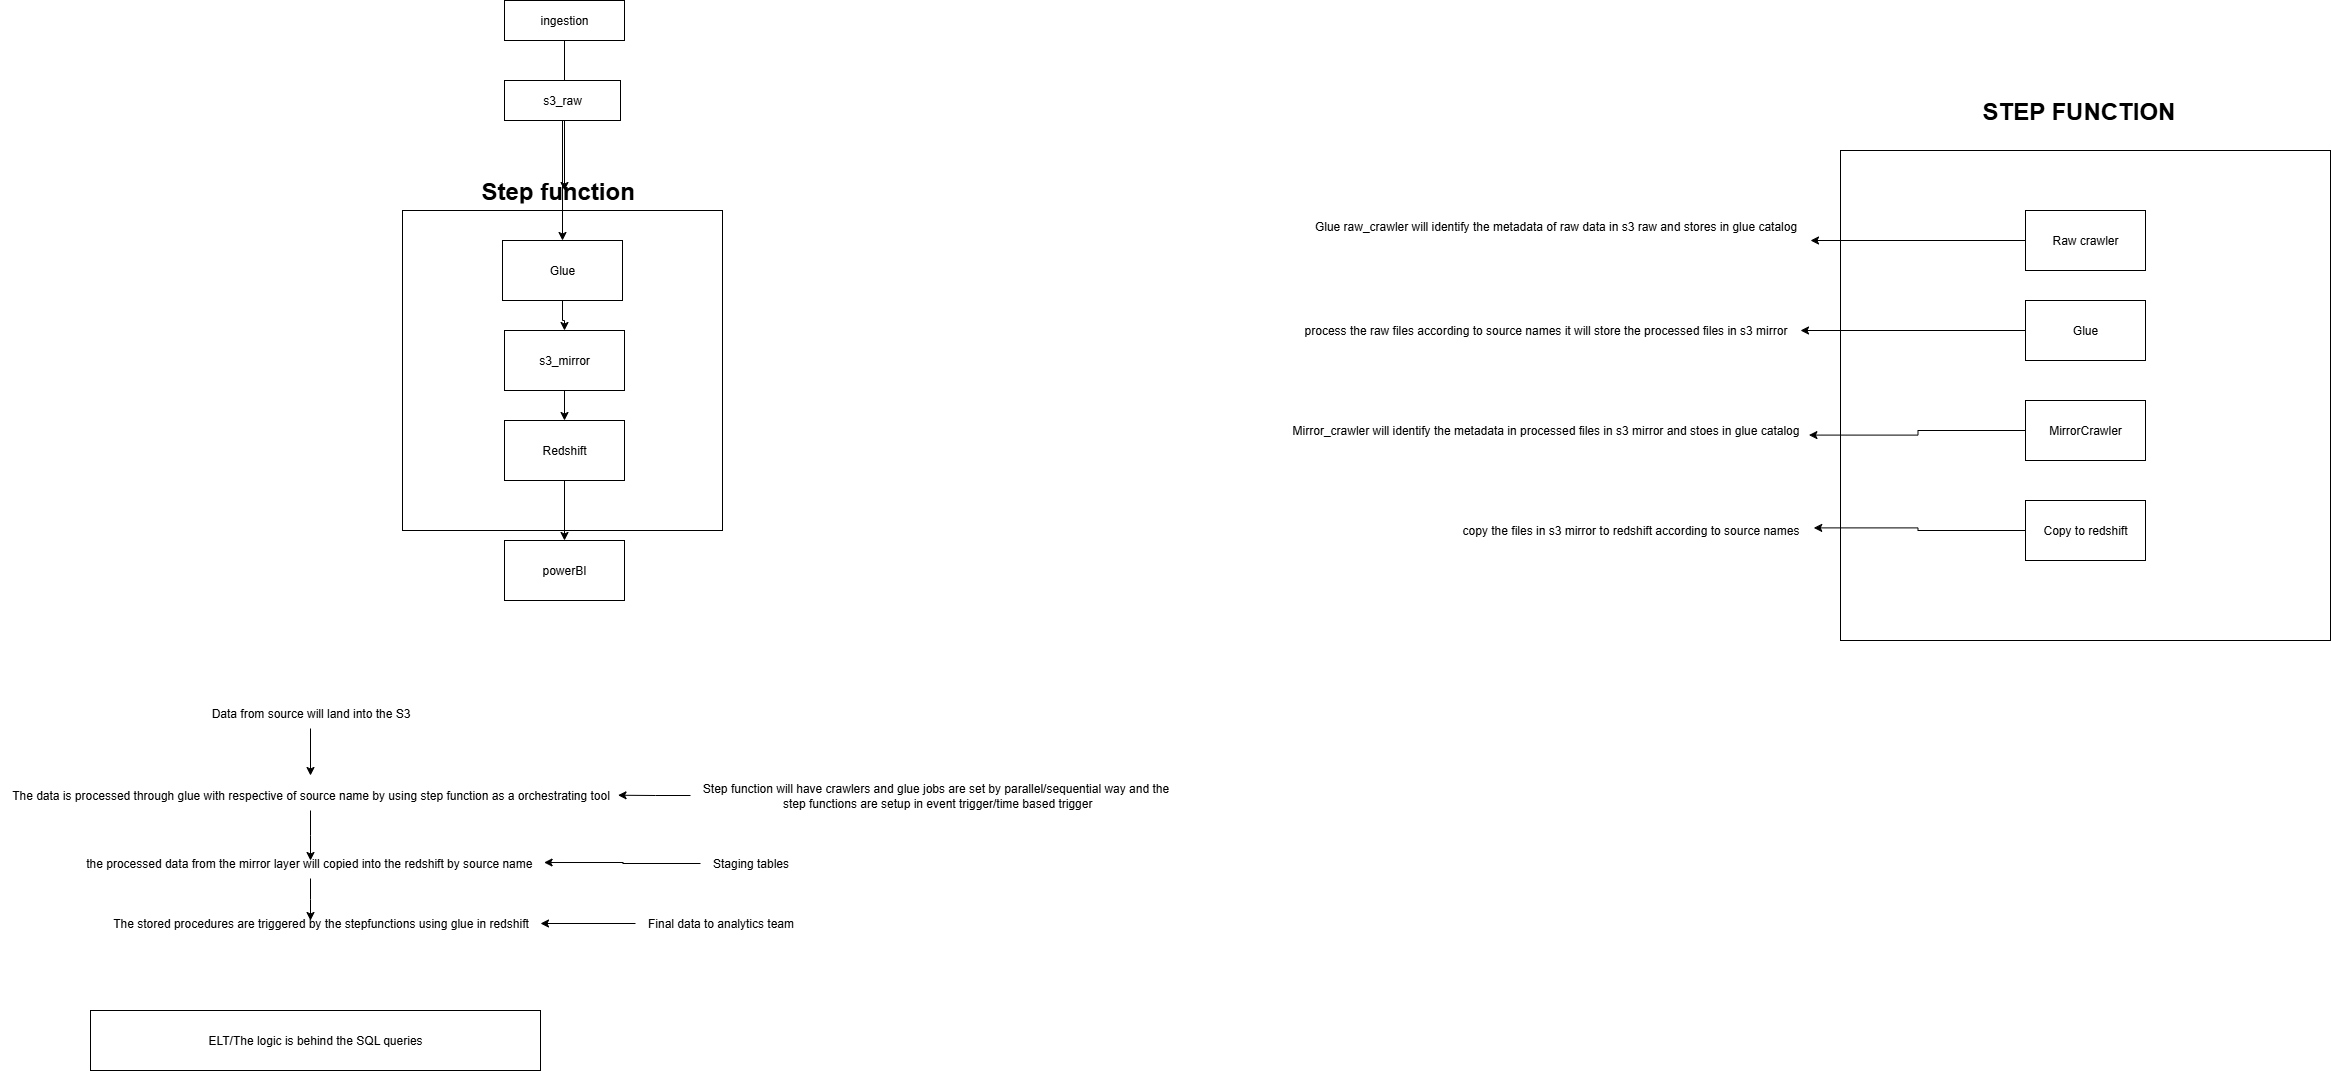 ingestion
s3_raw
Step function
Glue
s3_mirror
Redshift
powerBI
STEP FUNCTION
Glue raw_crawler will identify the metadata of raw data in s3 raw and stores in glue catalog
Raw crawler
process the raw files according to source names it will store the processed files in s3 mirror
Glue
Mirror_crawler will identify the metadata in processed files in s3 mirror and stoes in glue catalog
MirrorCrawler
copy the files in s3 mirror to redshift according to source names
Copy to redshift
Data from source will land into the S3
The data is processed through glue with respective of source name by using step function as a orchestrating tool
Step function will have crawlers and glue jobs are set by parallel/sequential way and the
step functions are setup in event trigger/time based trigger
the processed data from the mirror layer will copied into the redshift by source name
Staging tables
The stored procedures are triggered by the stepfunctions using glue in redshift
Final data to analytics team
ELT/The logic is behind the SQL queries